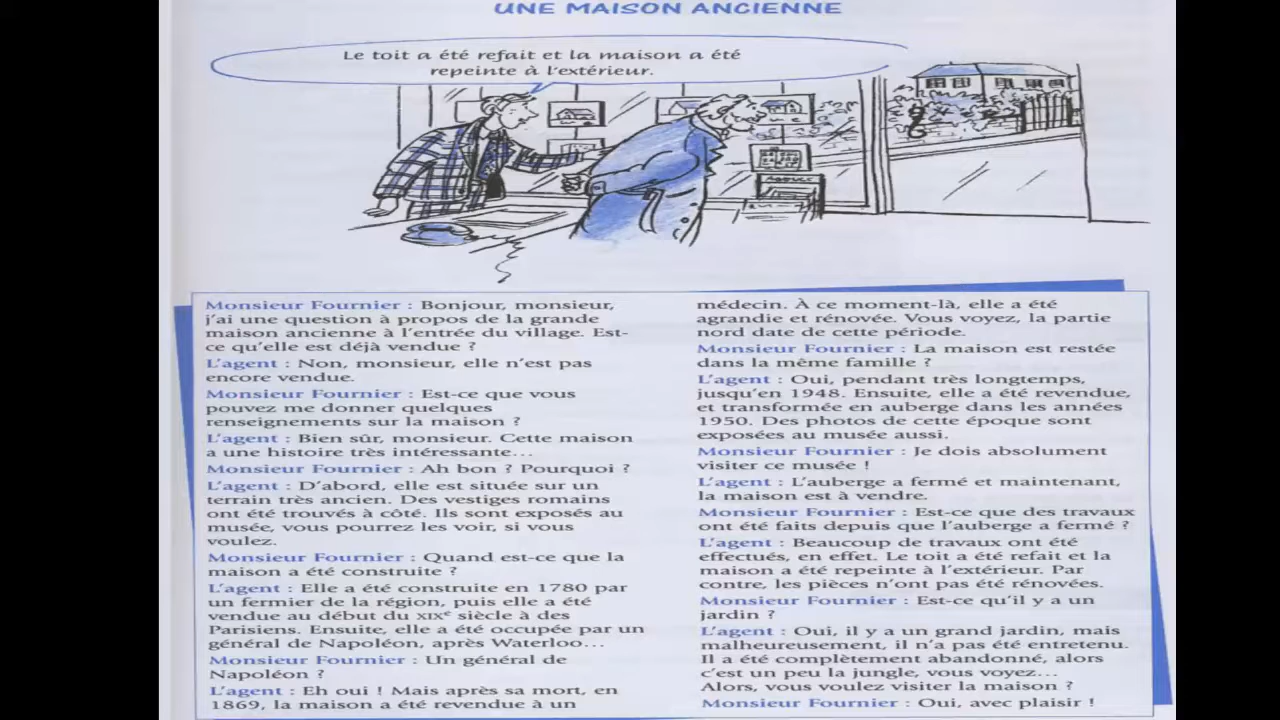 UNE MAISON ANCIENNE
Le toit a été refait et la maison a été
repeinte à l'extérieur.
Monsieur Fournier : Bonjour, monsieur,
j'ai une question à propos de la grande
maison ancienne à l'entrée du village. Est-
ce qu'elle est déjà vendue ?
L'agent : Non, monsieur, elle n'est pas
encore vendue.
Monsieur Fournier : Est-ce que vous
pouvez me donner quelques
renseignements sur la maison ?
L'agent : Bien sûr, monsieur. Cette maison
a une histoire très intéressante...
Monsieur Fournier : Ah bon ? Pourquoi ?
L'agent : D'abord, elle est située sur un
terrain très ancien. Des vestiges romains
ont été trouvés à côté. Ils sont exposés au
musée, vous pourrez les voir, si vous
voulez.
Monsieur Fournier : Quand est-ce que la
maison a été construite ?
L'agent : Elle a été construite en 1780 par
un fermier de la région, puis elle a été
vendue au début du XIXe siècle à des
Parisiens. Ensuite, elle a été occupée par un
général de Napoléon, après Waterloo...
Monsieur Fournier : Un général de
Napoléon ?
L'agent : Eh oui ! Mais après sa mort, en
1869, la maison a été revendue à un
médecin. À ce moment-là, elle a été
agrandie et rénovée. Vous voyez, la partie
nord date de cette période.
Monsieur Fournier : La maison est restée
dans la même famille ?
L'agent : Oui, pendant très longtemps,
jusqu'en 1948. Ensuite, elle a été revendue,
et transformée en auberge dans les années
1950. Des photos de cette époque sont
exposées au musée aussi.
Monsieur Fournier : Je dois absolument
visiter ce musée !
L'agent : L'auberge a fermé et maintenant,
la maison est à vendre.
Monsieur Fournier : Est-ce que des travaux
ont été faits depuis que l'auberge a fermé ?
L'agent : Beaucoup de travaux ont été
effectués, en effet. Le toit a été refait et la
maison a été repeinte à l'extérieur. Par
contre, les pièces n'ont pas été rénovées.
Monsieur Fournier : Est-ce qu'il y a un
jardin ?
L'agent : Oui, il y a un grand jardin, mais
malheureusement, il n'a pas été entretenu.
Il a été complètement abandonné, alors
c'est un peu la jungle, vous voyez...
Alors, vous voulez visiter la maison ?
Monsieur Fournier : Oui, avec plaisir !